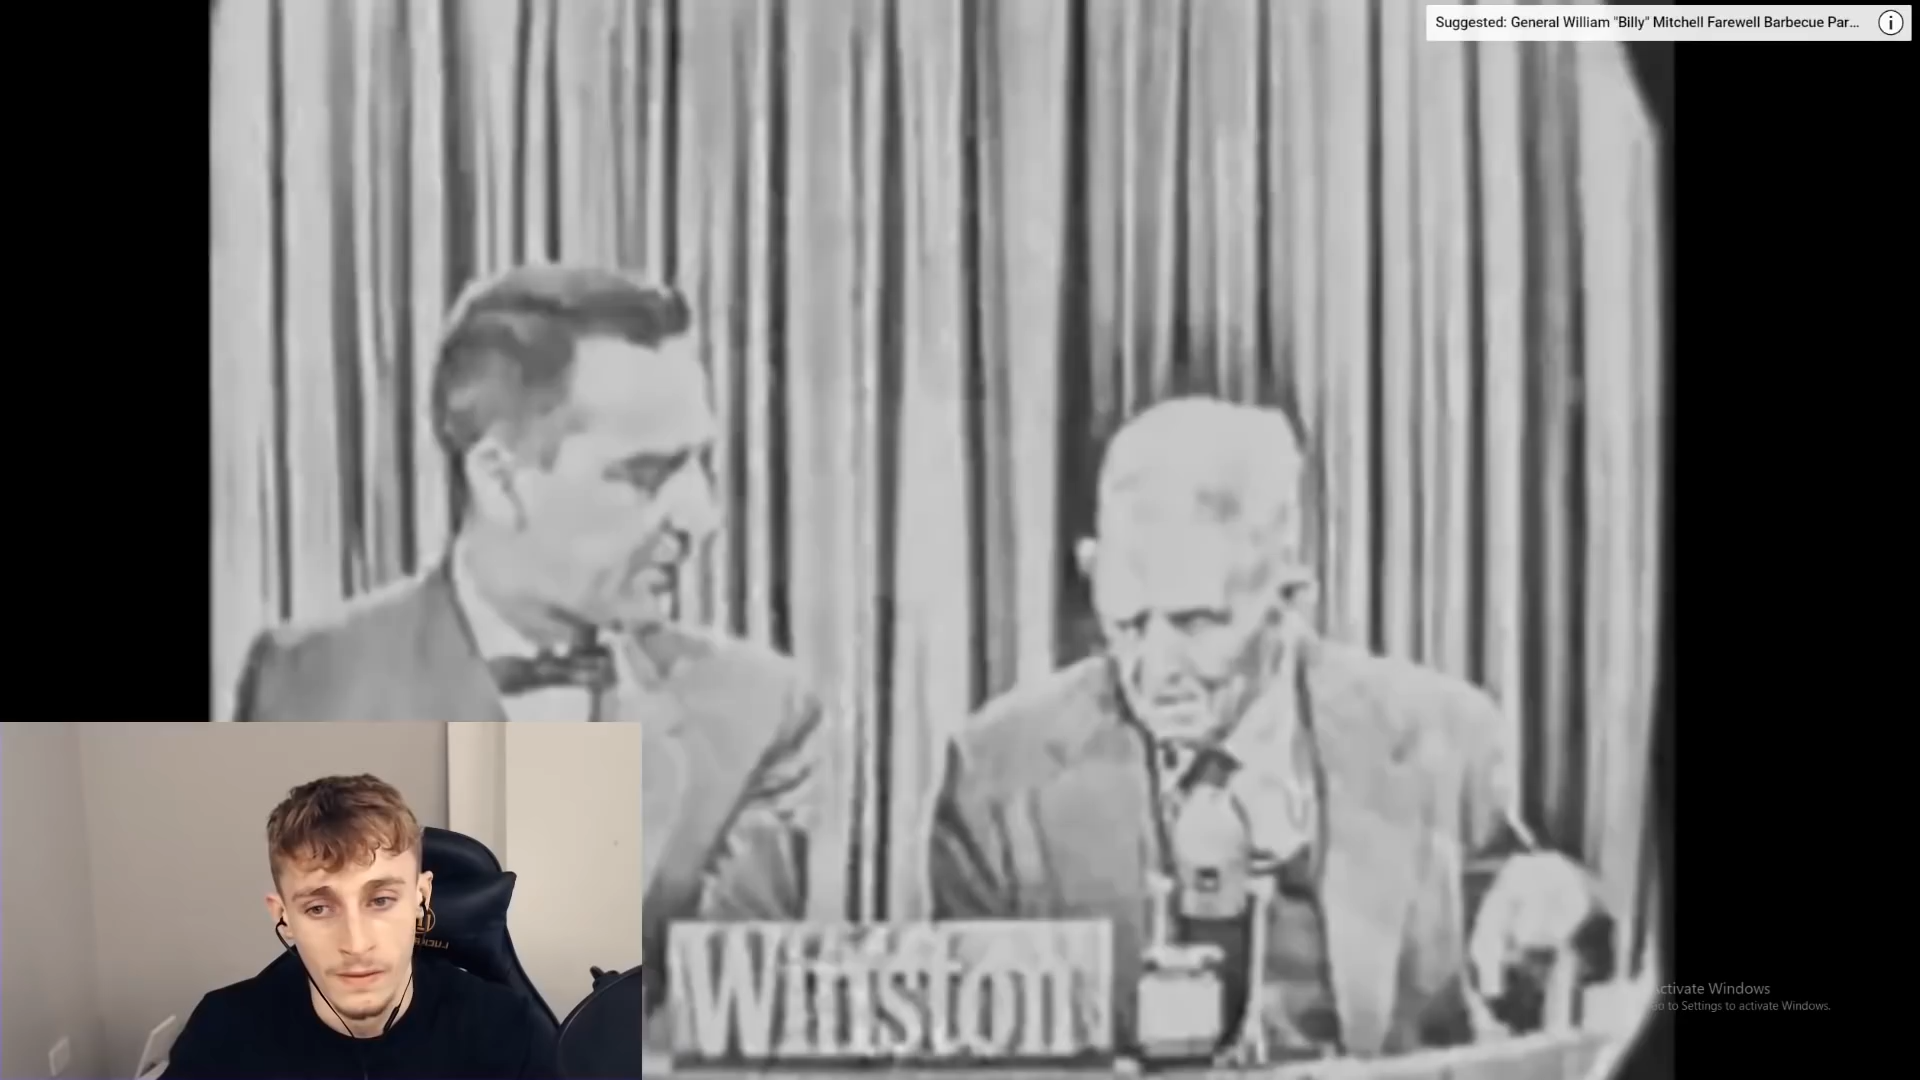 Suggested: General William "Billy" Mitchell Farewell Barbecue Par...
Winston
Activate Windows
Go to Settings to activate Windows.